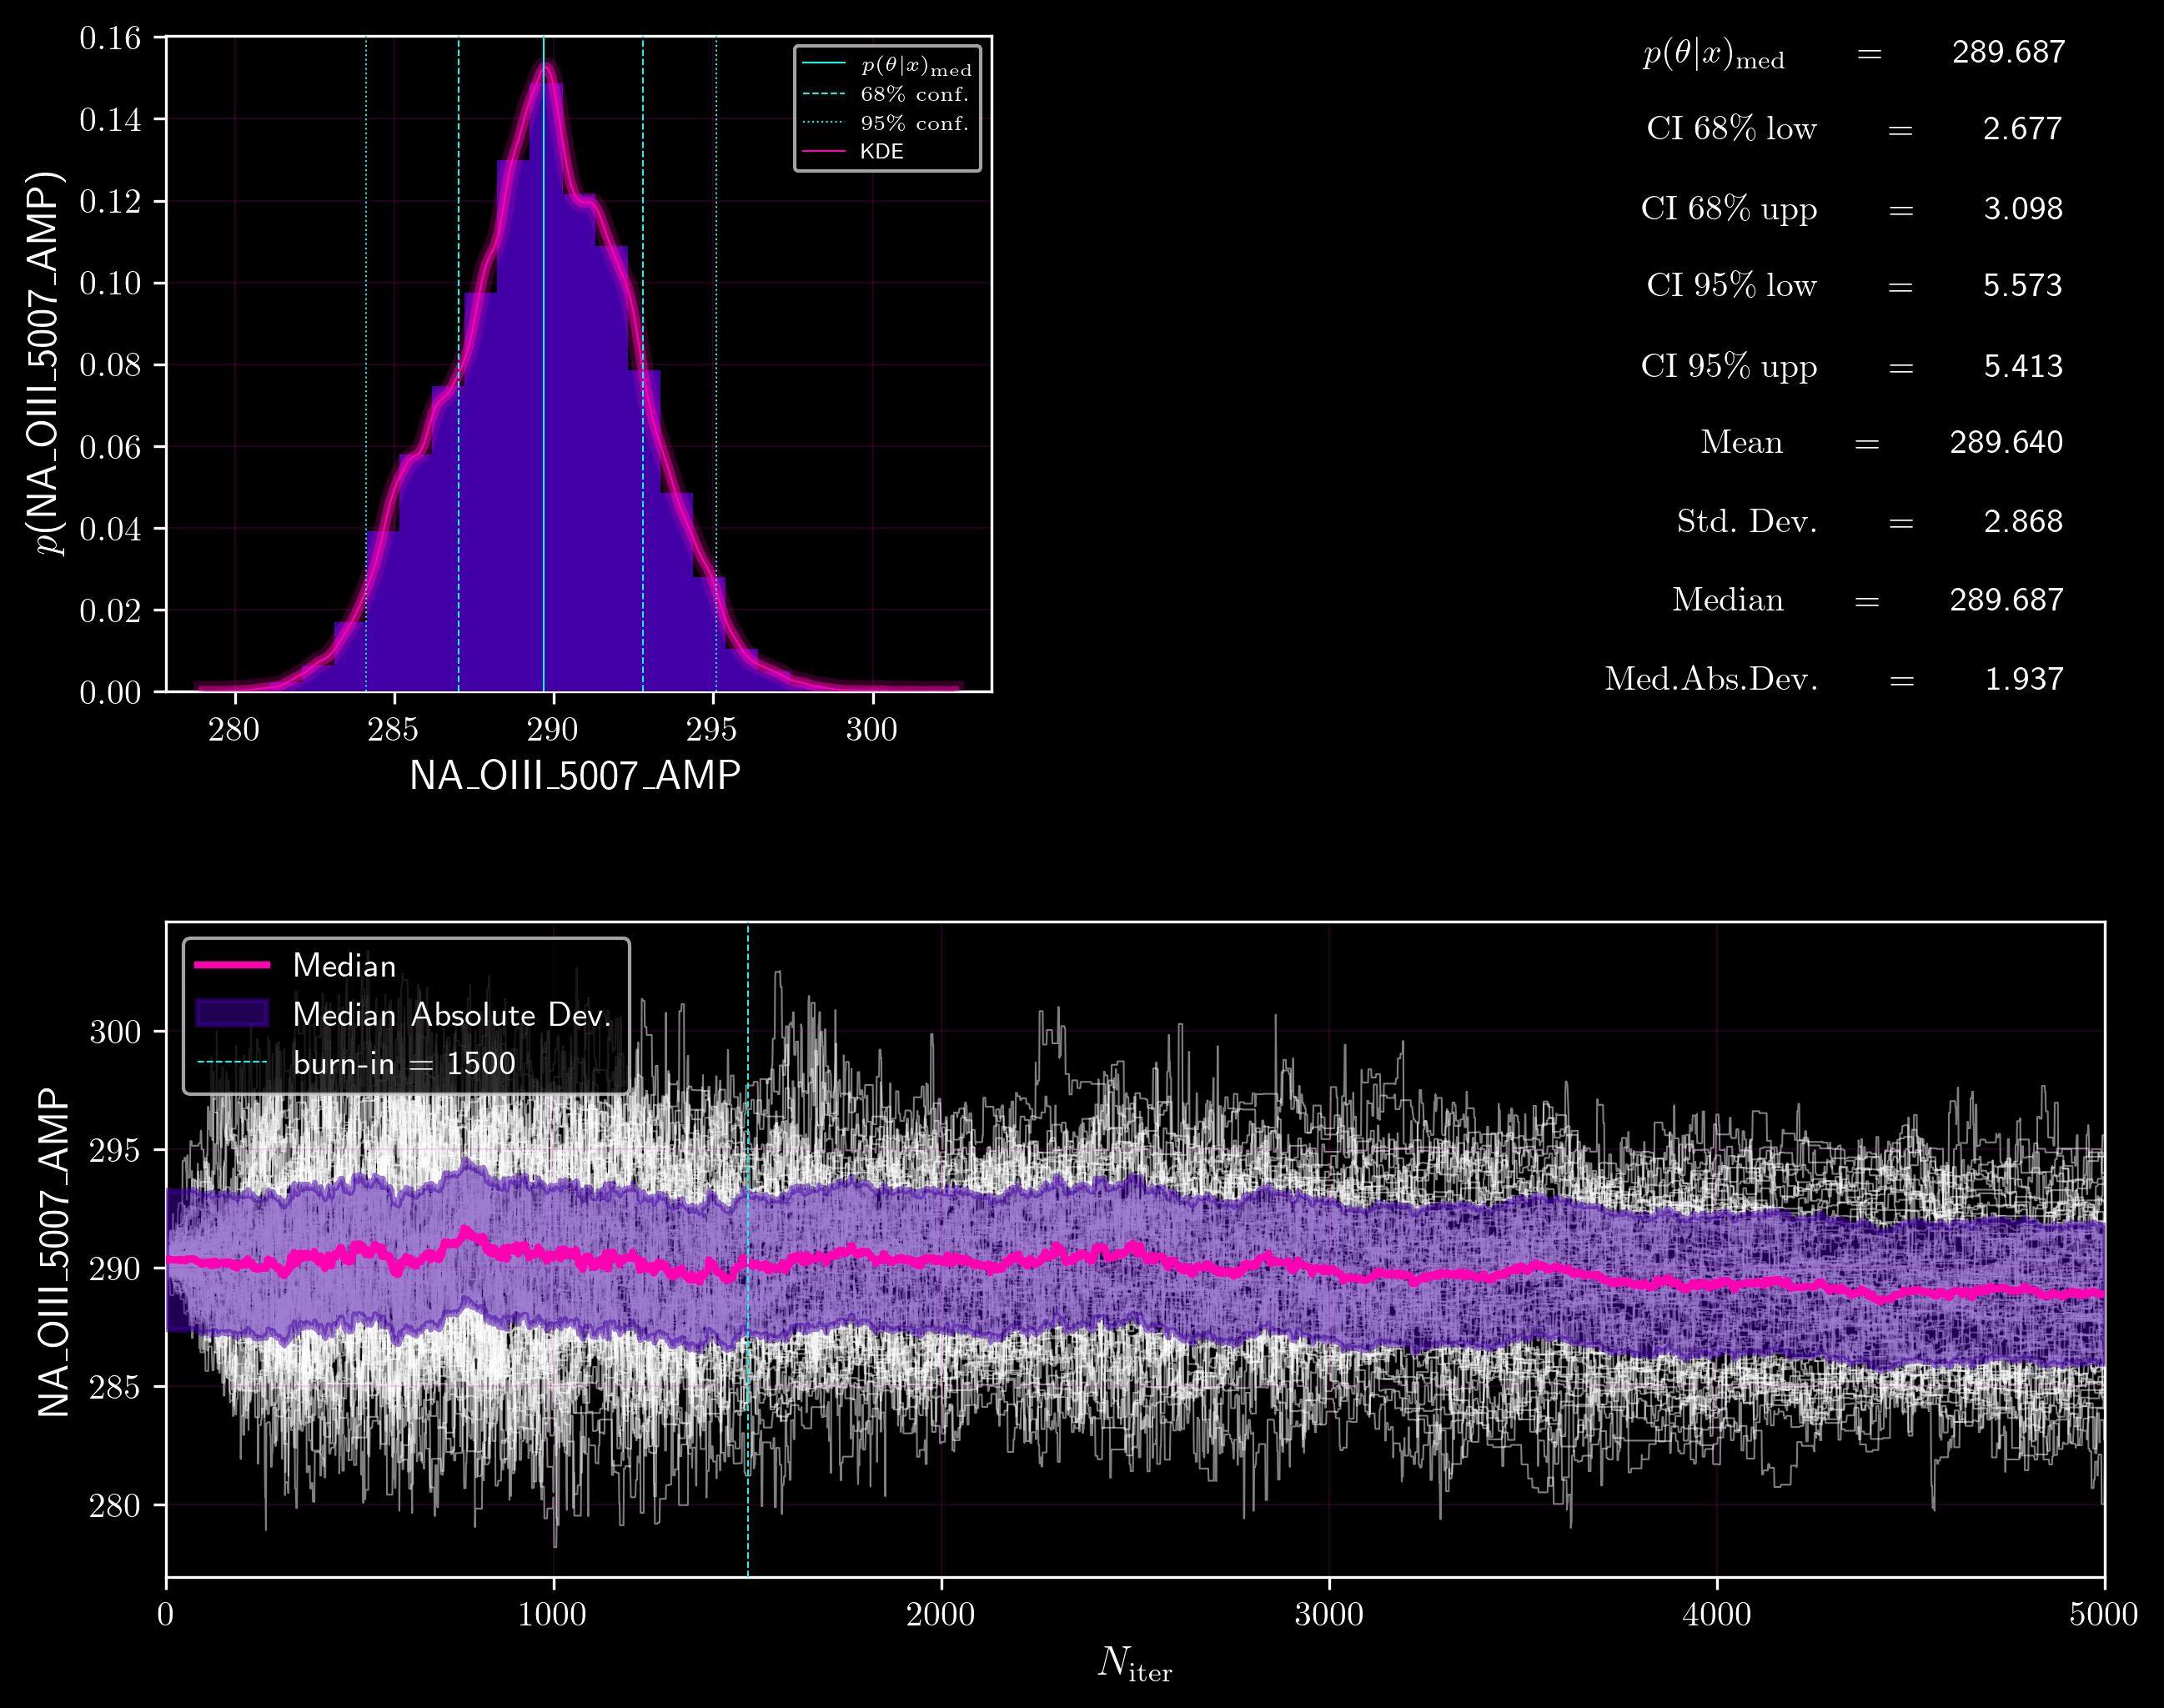 p(NA_OIII_5007_AMP)
0.16
0.14
0.12
0.10
0.08
0.06
0.04
0.02
0.00
280 285 290 295 300
NA_OIII_5007_AMP
p(θ|x)med
68% conf.
95% conf.
KDE
p(θ|x)med = 289.687
CI 68% low = 2.677
CI 68% upp = 3.098
CI 95% low = 5.573
CI 95% upp = 5.413
Mean = 289.640
Std. Dev. = 2.868
Median = 289.687
Med.Abs.Dev. = 1.937
NA_OIII_5007_AMP
300
295
290
285
280
Median
Median Absolute Dev.
burn-in = 1500
0 1000 2000 3000 4000 5000
Niter